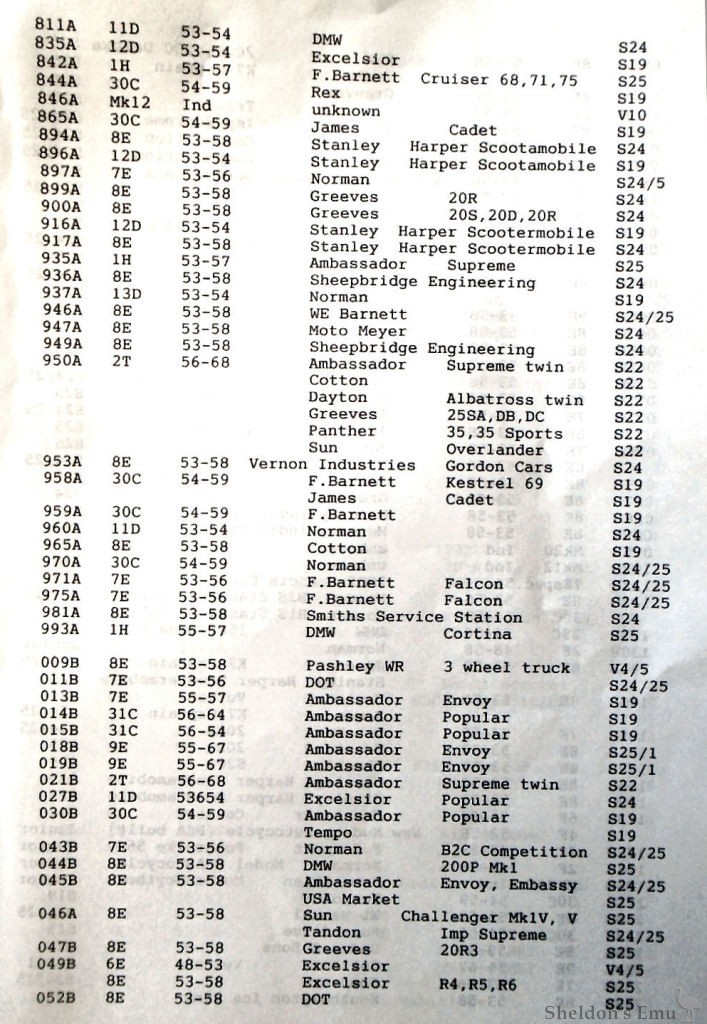 811A 11D 53-54 DMW S24
835A 12D 53-54 Excelsior S19
842A 1H 53-57 F.Barnett Cruiser 68,71,75 S25
844A 30C 54-59 Rex S19
846A Mk12 Ind unknown V10
865A 30C 54-59 James Cadet S19
894A 8E 53-58 Stanley Harper Scootamobile S24
896A 12D 53-54 Stanley Harper Scootamobile S19
897A 7E 53-56 Norman S24/5
899A 8E 53-58 Greeves 20R S24
900A 8E 53-58 Greeves 20S,20D,20R S24
916A 12D 53-54 Stanley Harper Scootermobile S19
917A 8E 53-58 Stanley Harper Scootermobile S24
935A 1H 53-57 Ambassador Supreme S25
936A 8E 53-58 Sheepbridge Engineering S24
937A 13D 53-54 Norman S19
946A 8E 53-58 WE Barnett S24/25
947A 8E 53-58 Moto Meyer S24
949A 8E 53-58 Sheepbridge Engineering S24
950A 2T 56-68 Ambassador Supreme twin S22
Cotton S22
Dayton Albatross twin S22
Greeves 25SA,DB,DC S22
Panther 35,35 Sports S22
Sun Overlander S22
953A 8E 53-58 Vernon Industries Gordon Cars S24
958A 30C 54-59 F.Barnett Kestrel 69 S19
James Cadet S19
959A 30C 54-59 F.Barnett S19
960A 11D 53-54 Norman S24
965A 8E 53-58 Cotton S19
970A 30C 54-59 Norman S24/25
971A 7E 53-56 F.Barnett Falcon S24/25
975A 7E 53-56 F.Barnett Falcon S24/25
981A 8E 53-58 Smiths Service Station S24
993A 1H 55-57 DMW Cortina S25
009B 8E 53-58 Pashley WR 3 wheel truck V4/5
011B 7E 53-56 DOT S24/25
013B 7E 55-57 Ambassador Envoy S19
014B 31C 56-64 Ambassador Popular S19
015B 31C 56-54 Ambassador Popular S19
018B 9E 55-67 Ambassador Envoy S25/1
019B 9E 55-67 Ambassador Envoy S25/1
021B 2T 56-68 Ambassador Supreme twin S22
027B 11D 53654 Excelsior Popular S24
030B 30C 54-59 Ambassador Popular S19
Tempo S19
043B 7E 53-56 Norman B2C Competition S24/25
044B 8E 53-58 DMW 200P Mk1 S25
045B 8E 53-58 Ambassador Envoy, Embassy S24/25
USA Market S25
046A 8E 53-58 Sun Challenger Mk1V, V S25
Tandon Imp Supreme S24/25
047B 8E 53-58 Greeves 20R3 S25
049B 6E 48-53 Excelsior V4/5
8E 53-58 Excelsior R4,R5,R6 S25
052B 8E 53-58 DOT S25
Sheldon's Emu